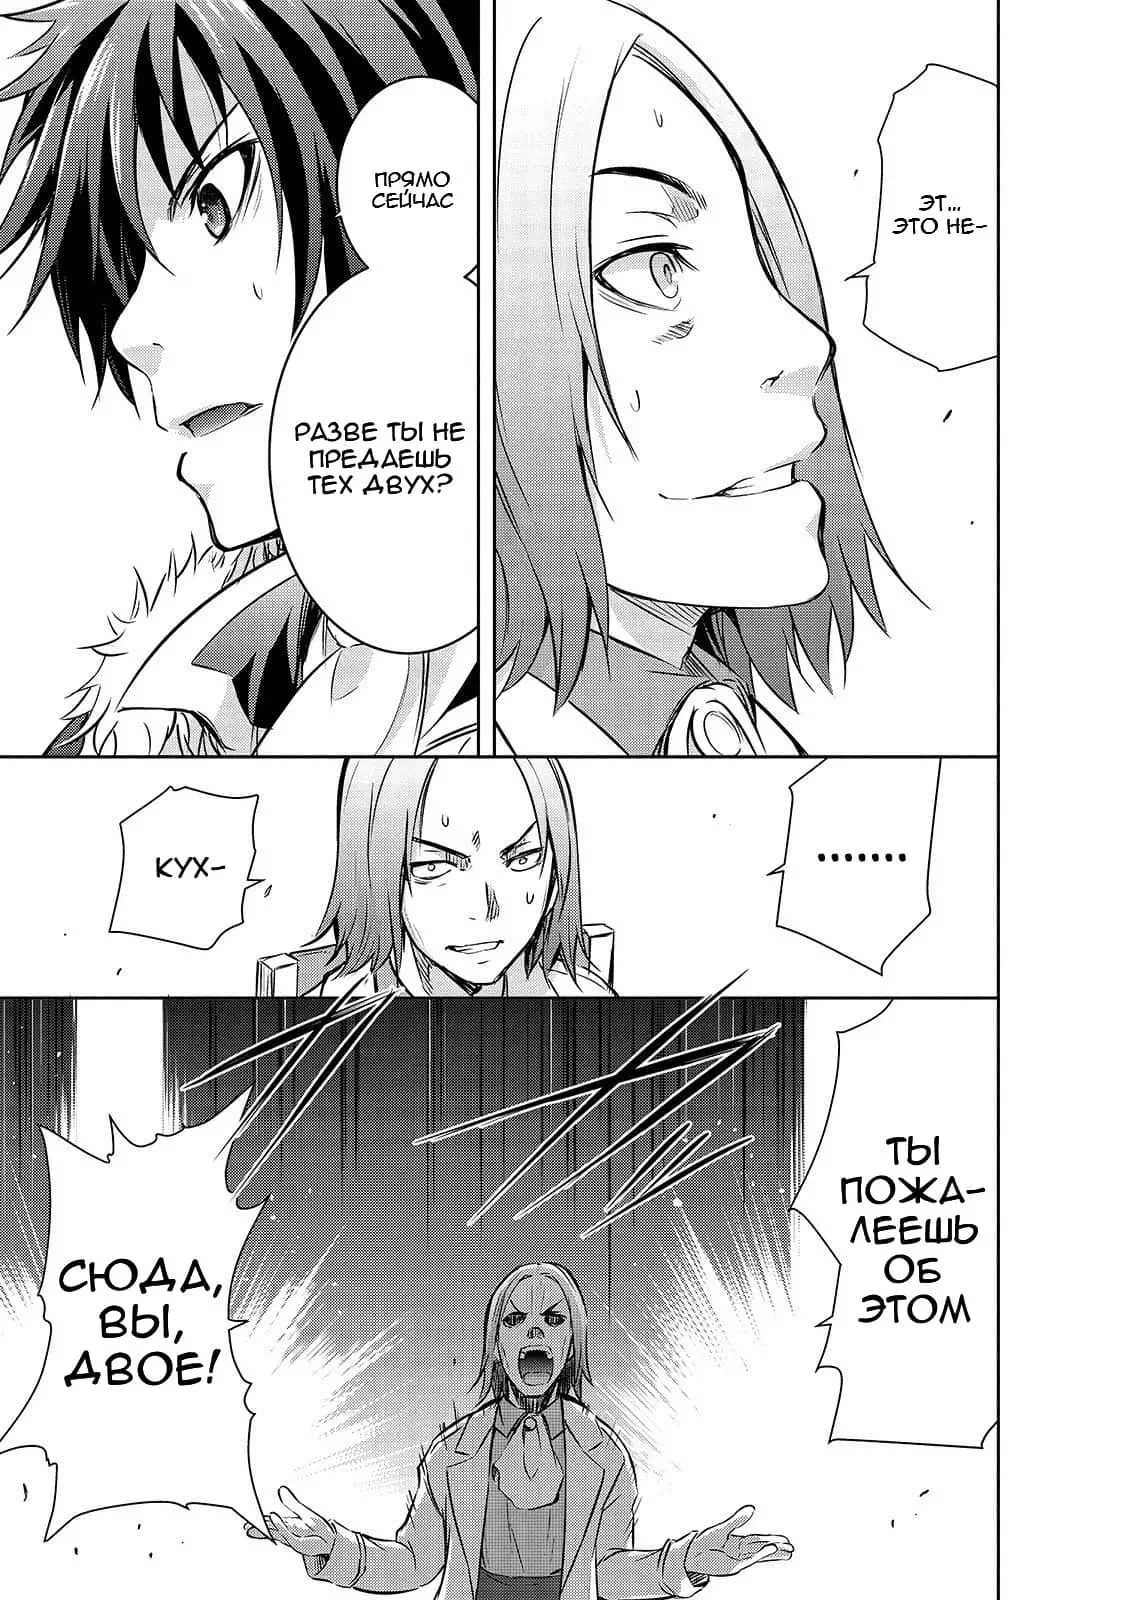 ЭТ...
ЭТО НЕ-
ПРЯМО
СЕЙЧАС
РАЗВЕ ТЫ НЕ
ПРЕДАЕШЬ
ТЕХ ДВУХ?
........
КУХ-
ТЫ
ПОЖА-
ЛЕЕШЬ
ОБ
ЭТОМ
СЮДА,
ВЫ,
ДВОЕ!